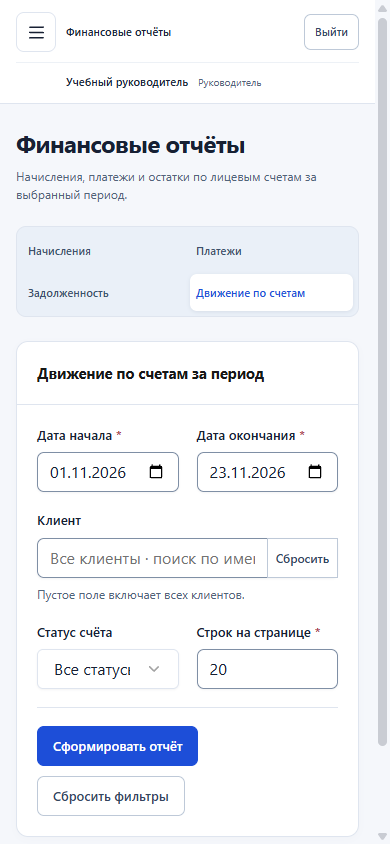 Финансовые отчёты
Выйти
Учебный руководитель Руководитель
Финансовые отчёты
Начисления, платежи и остатки по лицевым счетам за
выбранный период.
Начисления Платежи
Задолженность Движение по счетам
Движение по счетам за период
Дата начала * Дата окончания *
01.11.2026 23.11.2026
Клиент
Все клиенты · поиск по имен Сбросить
Пустое поле включает всех клиентов.
Статус счёта Строк на странице *
Все статусы 20
Сформировать отчёт
Сбросить фильтры